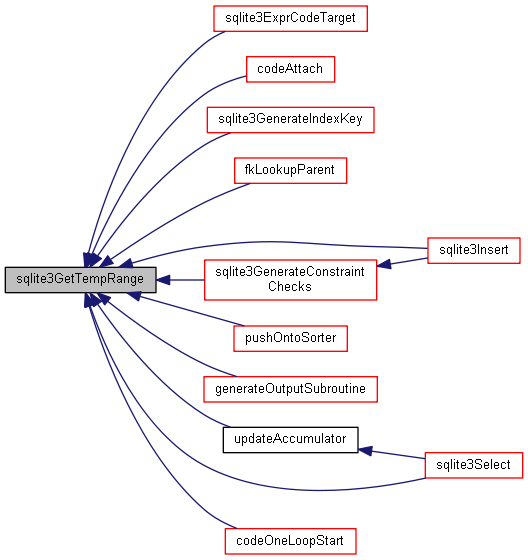 sqlite3ExprCodeTarget
codeAttach
sqlite3GenerateIndexKey
fkLookupParent
sqlite3Insert
sqlite3GetTempRange
sqlite3GenerateConstraint
Checks
pushOntoSorter
generateOutputSubroutine
updateAccumulator
sqlite3Select
codeOneLoopStart